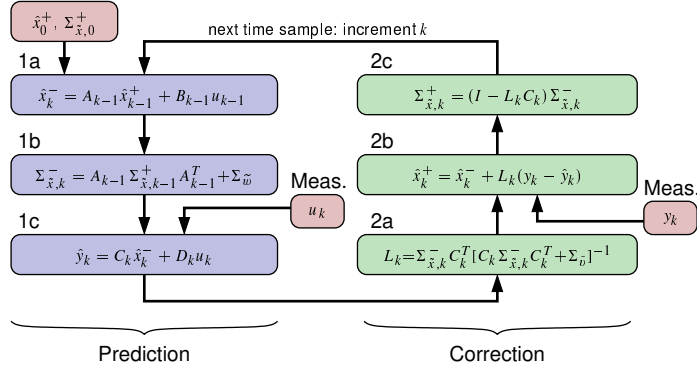 x̂₀⁺, Σ⁺ₓ̃,₀
next time sample: increment k
1a
x̂ₖ⁻ = Aₖ₋₁x̂ₖ₋₁⁺ + Bₖ₋₁uₖ₋₁
1b
Σ⁻ₓ̃,ₖ = Aₖ₋₁Σ⁺ₓ̃,ₖ₋₁Aₖ₋₁ᵀ+Σ_w̃
Meas.
uₖ
1c
ŷₖ = Cₖx̂ₖ⁻ + Dₖuₖ
Prediction
2c
Σ⁺ₓ̃,ₖ = (I − LₖCₖ)Σ⁻ₓ̃,ₖ
2b
x̂ₖ⁺ = x̂ₖ⁻ + Lₖ(yₖ − ŷₖ)
Meas.
yₖ
2a
Lₖ=Σ⁻ₓ̃,ₖCₖᵀ[CₖΣ⁻ₓ̃,ₖCₖᵀ+Σ_ṽ]⁻¹
Correction